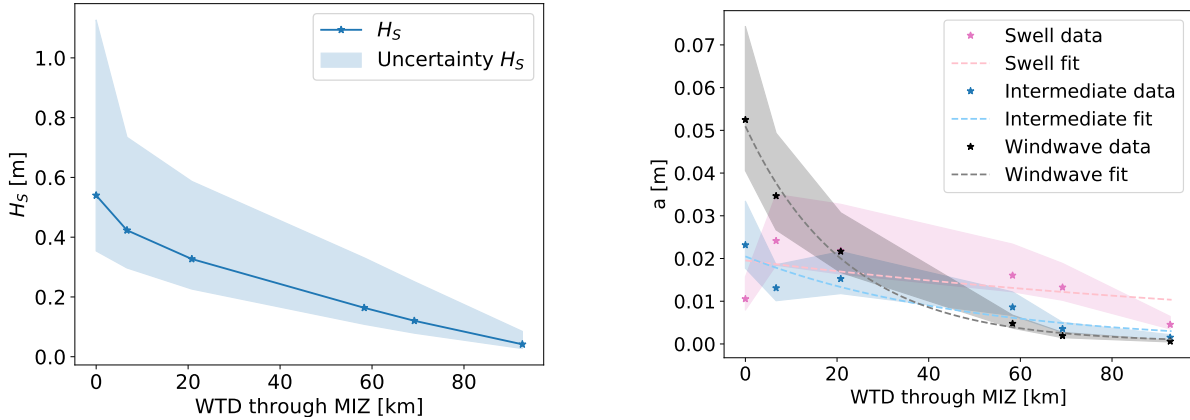 H_S
Uncertainty H_S
H_S [m]
1.0
0.8
0.6
0.4
0.2
0.0
0
20
40
60
80
WTD through MIZ [km]
Swell data
Swell fit
Intermediate data
Intermediate fit
Windwave data
Windwave fit
a [m]
0.07
0.06
0.05
0.04
0.03
0.02
0.01
0.00
0
20
40
60
80
WTD through MIZ [km]